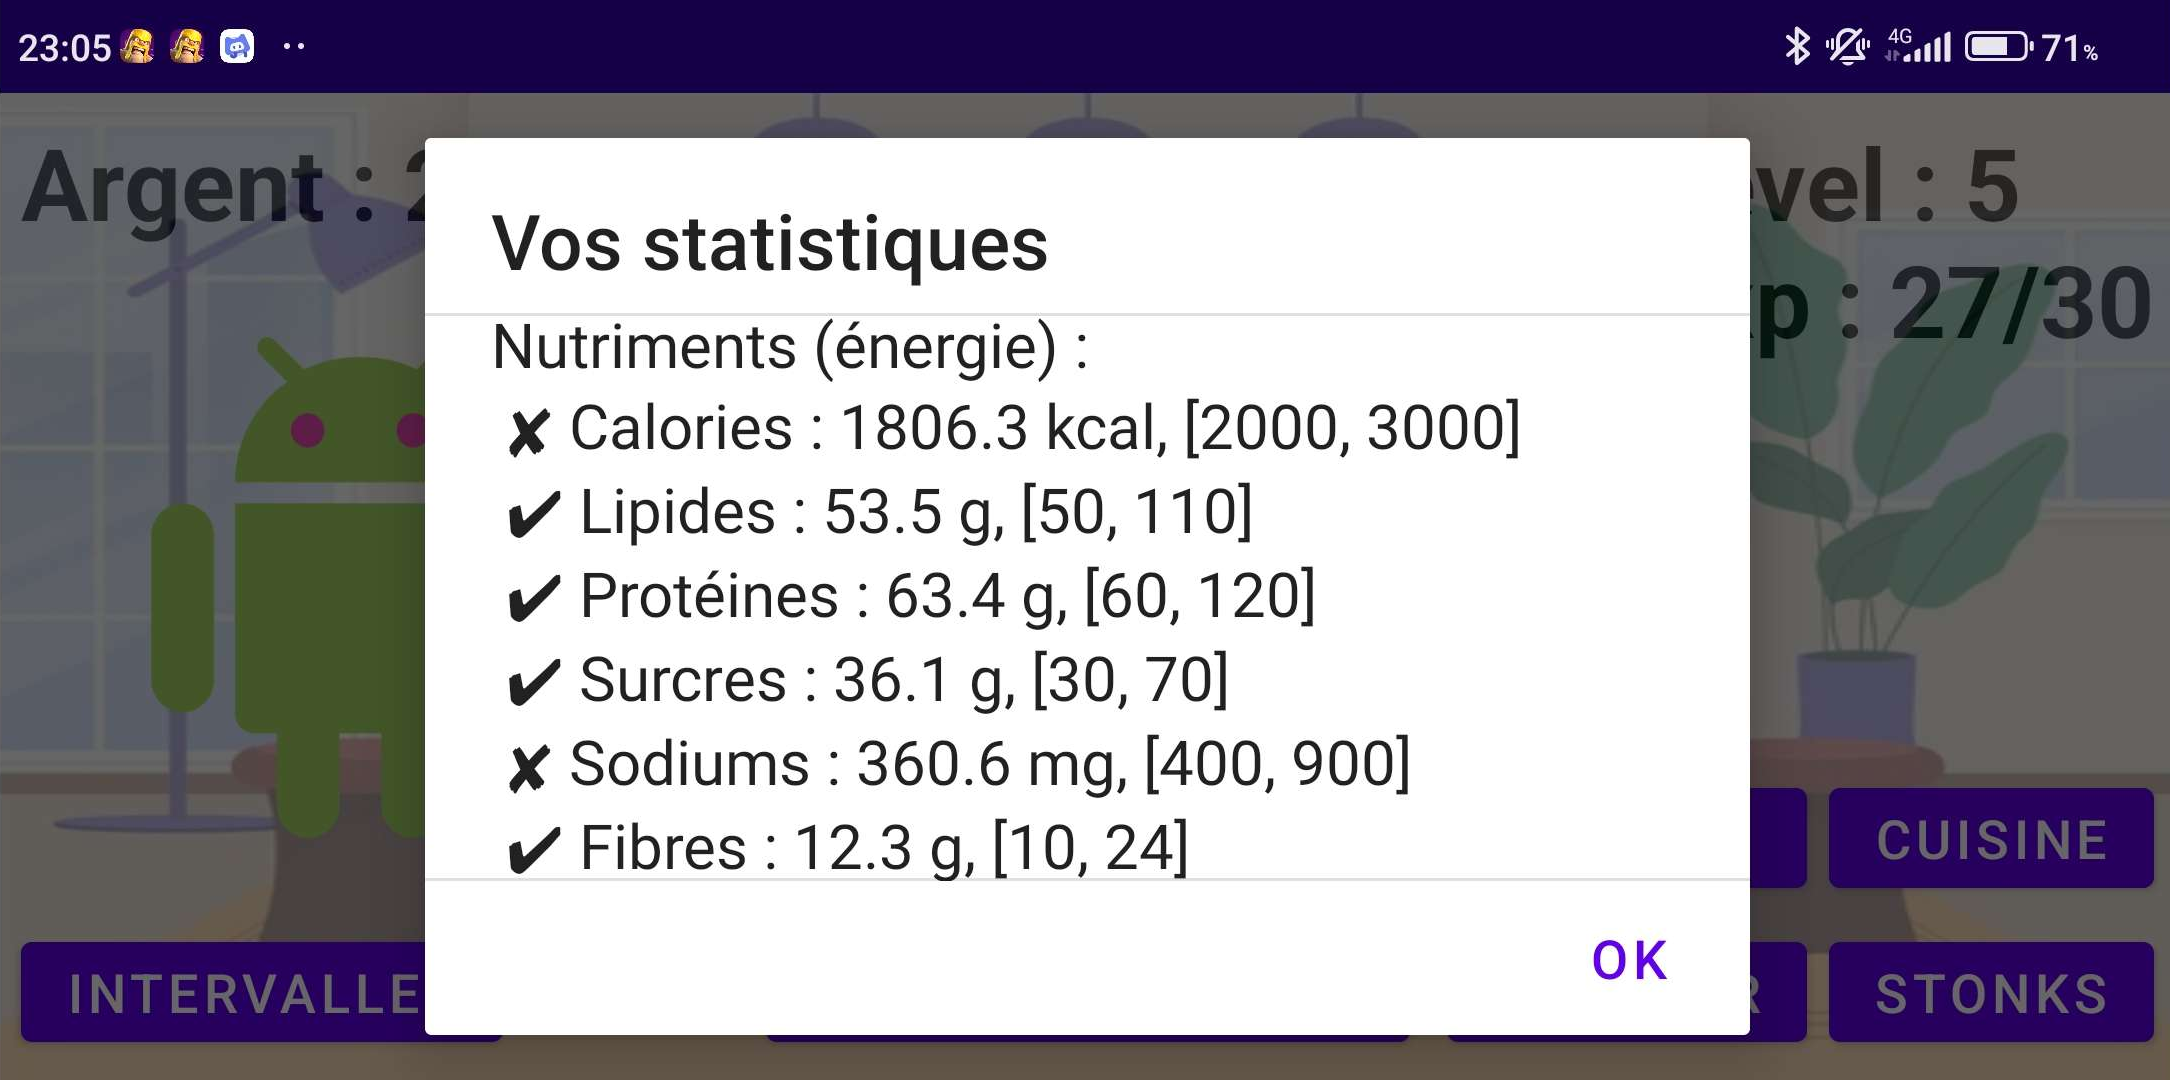 23:05
4G 71%
Argent : 2
evel : 5
xp : 27/30
Vos statistiques
Nutriments (énergie) :
✘ Calories : 1806.3 kcal, [2000, 3000]
✔ Lipides : 53.5 g, [50, 110]
✔ Protéines : 63.4 g, [60, 120]
✔ Surcres : 36.1 g, [30, 70]
✘ Sodiums : 360.6 mg, [400, 900]
✔ Fibres : 12.3 g, [10, 24]
OK
CUISINE
INTERVALLE
STONKS